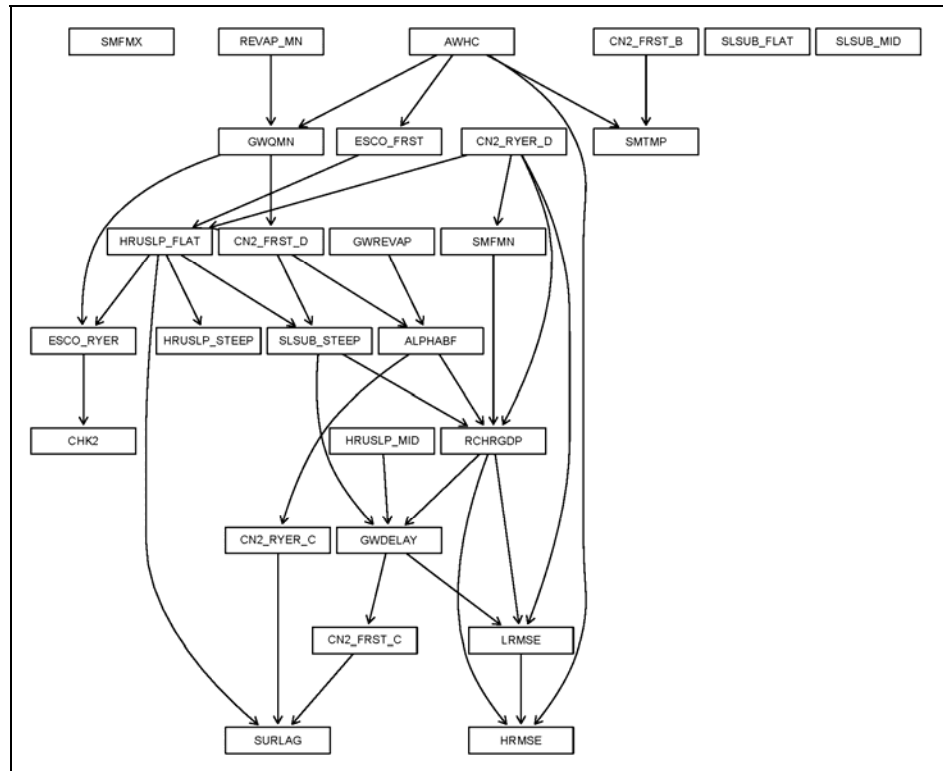 SMFMX
REVAP_MN
AWHC
CN2_FRST_B
SLSUB_FLAT
SLSUB_MID
GWQMN
ESCO_FRST
CN2_RYER_D
SMTMP
HRUSLP_FLAT
CN2_FRST_D
GWREVAP
SMFMN
ESCO_RYER
HRUSLP_STEEP
SLSUB_STEEP
ALPHABF
CHK2
HRUSLP_MID
RCHRGDP
CN2_RYER_C
GWDELAY
CN2_FRST_C
LRMSE
SURLAG
HRMSE